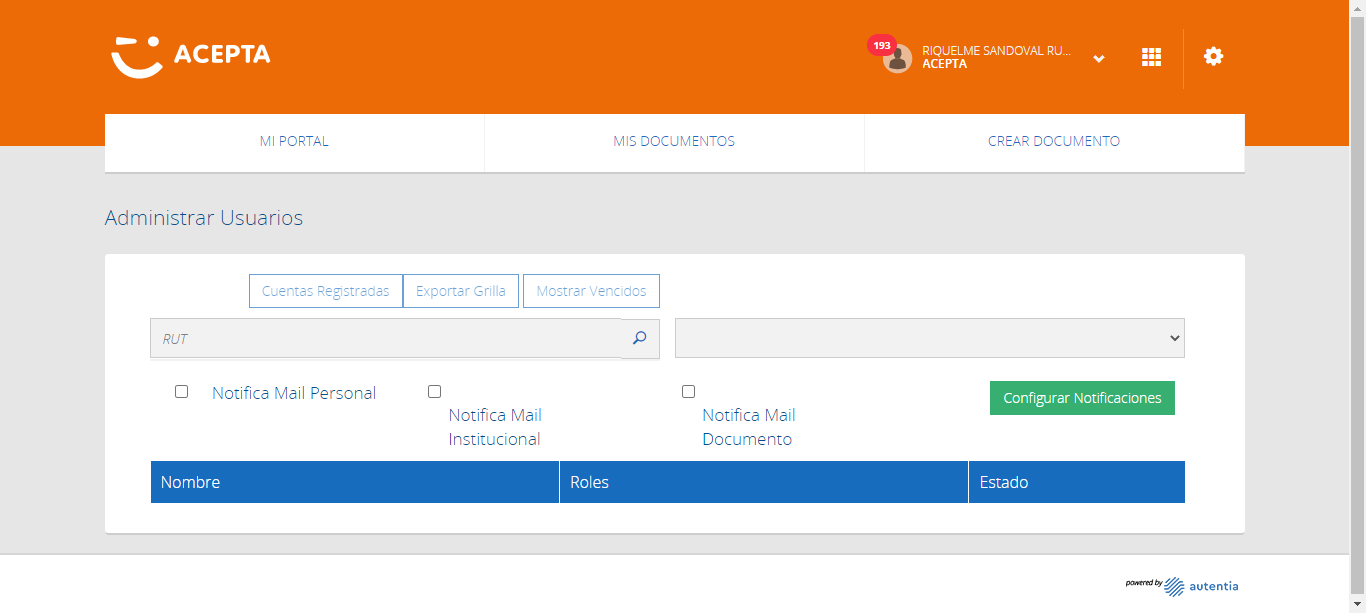 ACEPTA
193
RIQUELME SANDOVAL RU...
ACEPTA
MI PORTAL
MIS DOCUMENTOS
CREAR DOCUMENTO
Administrar Usuarios
Cuentas Registradas
Exportar Grilla
Mostrar Vencidos
RUT
Notifica Mail Personal
Notifica Mail
Institucional
Notifica Mail
Documento
Configurar Notificaciones
Nombre
Roles
Estado
powered by
autentia